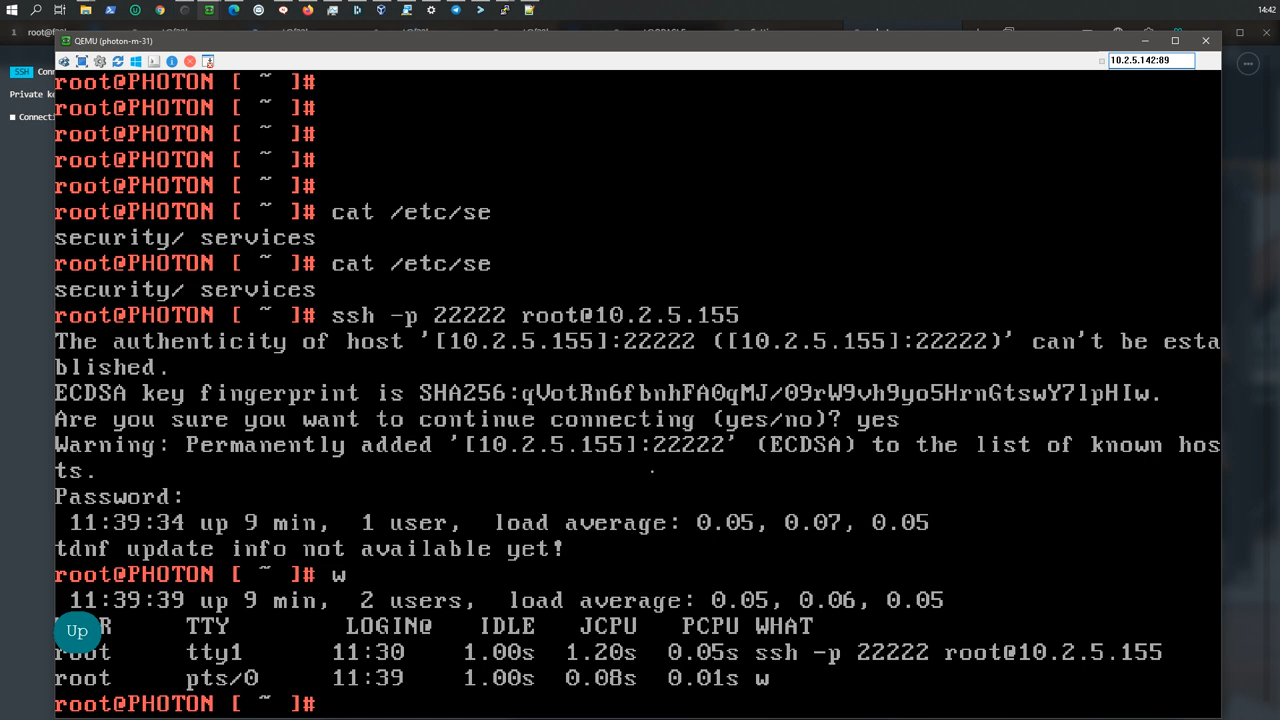 14:42
1 root@f
QEMU (photon-m-31)
SSH Conn
10.2.5.142:89
Private ke
Connecti
root@PHOTON [ ~ ]#
root@PHOTON [ ~ ]#
root@PHOTON [ ~ ]#
root@PHOTON [ ~ ]#
root@PHOTON [ ~ ]#
root@PHOTON [ ~ ]# cat /etc/se
security/ services
root@PHOTON [ ~ ]# cat /etc/se
security/ services
root@PHOTON [ ~ ]# ssh -p 22222 root@10.2.5.155
The authenticity of host '[10.2.5.155]:22222 ([10.2.5.155]:22222)' can't be esta
blished.
ECDSA key fingerprint is SHA256:qVotRn6fbnhFA0qMJ/09rW9vh9yo5HrnGtswY7lpHIw.
Are you sure you want to continue connecting (yes/no)? yes
Warning: Permanently added '[10.2.5.155]:22222' (ECDSA) to the list of known hos
ts.
Password:
11:39:34 up 9 min, 1 user, load average: 0.05, 0.07, 0.05
tdnf update info not available yet!
root@PHOTON [ ~ ]# w
11:39:39 up 9 min, 2 users, load average: 0.05, 0.06, 0.05
Up R TTY LOGIN@ IDLE JCPU PCPU WHAT
root tty1 11:30 1.00s 1.20s 0.05s ssh -p 22222 root@10.2.5.155
root pts/0 11:39 1.00s 0.08s 0.01s w
root@PHOTON [ ~ ]#